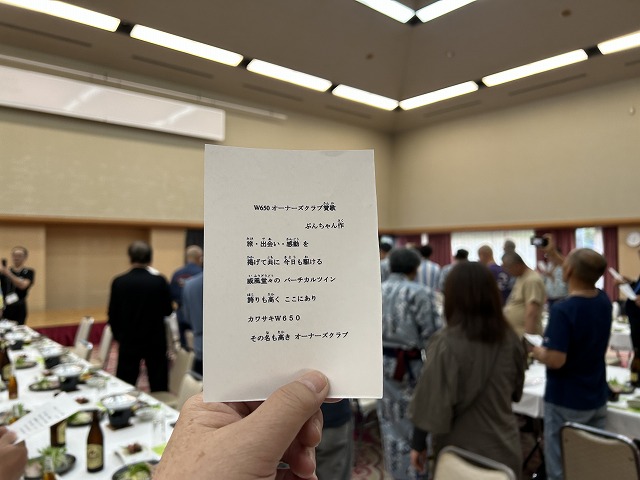 W650 オーナーズクラブ賛歌
ぶんちゃん作
旅・出会い・感動 を
掲げて共に 今日も駆ける
威風堂々の バーチカルツイン
誇りも高く ここにあり
カワサキW650
その名も高き オーナーズクラブ